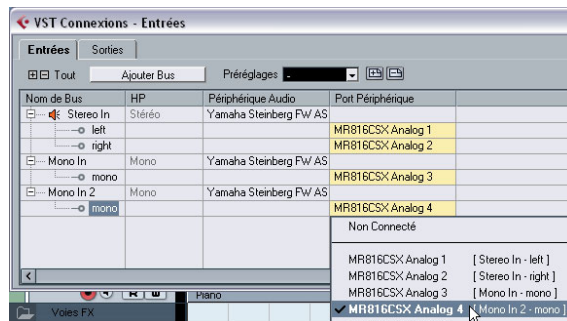 VST Connexions - Entrées
Entrées Sorties
Tout Ajouter Bus Préréglages -
Nom de Bus HP Périphérique Audio Port Périphérique
Stereo In Stéréo Yamaha Steinberg FW AS
left MR816CSX Analog 1
right MR816CSX Analog 2
Mono In Mono Yamaha Steinberg FW AS
mono MR816CSX Analog 3
Mono In 2 Mono Yamaha Steinberg FW AS
mono MR816CSX Analog 4
Non Connecté
MR816CSX Analog 1 [ Stereo In - left ]
MR816CSX Analog 2 [ Stereo In - right ]
MR816CSX Analog 3 [ Mono In - mono ]
✔ MR816CSX Analog 4 [ Mono In 2 - mono ]
R W Piano
Voies FX